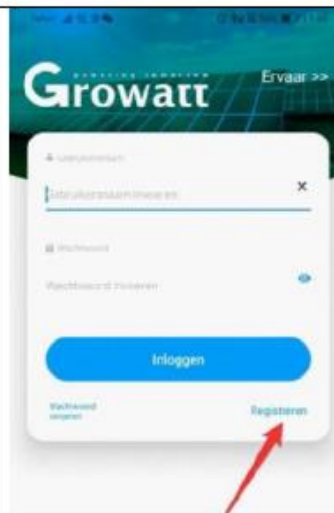 Growatt
Ervaar >>
Gebruikersnaam
Gebruikersnaam invoeren
Wachtwoord
Wachtwoord invoeren
Inloggen
Wachtwoord
vergeten
Registreren